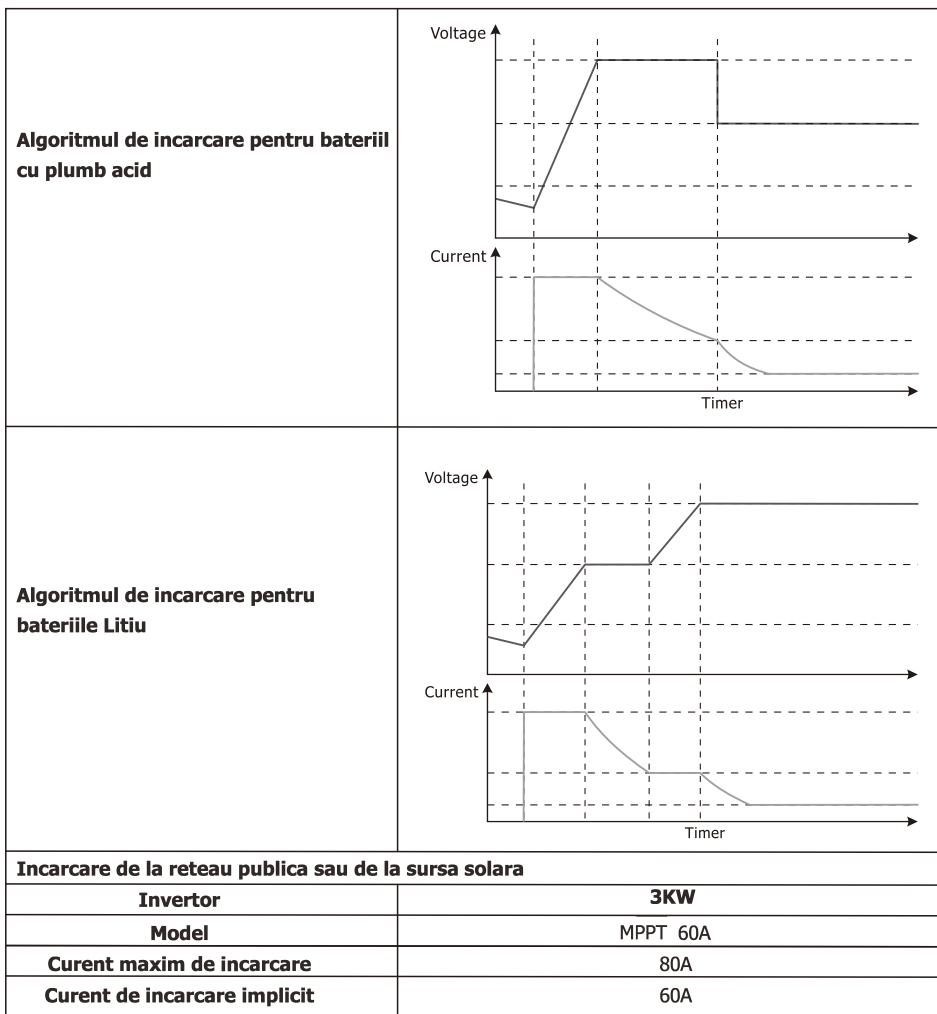 Voltage
Algoritmul de incarcare pentru bateriil
cu plumb acid
Current
Timer
Voltage
Algoritmul de incarcare pentru
bateriile Litiu
Current
Timer
Incarcare de la reteau publica sau de la sursa solara
Invertor 3KW
Model MPPT 60A
Curent maxim de incarcare 80A
Curent de incarcare implicit 60A